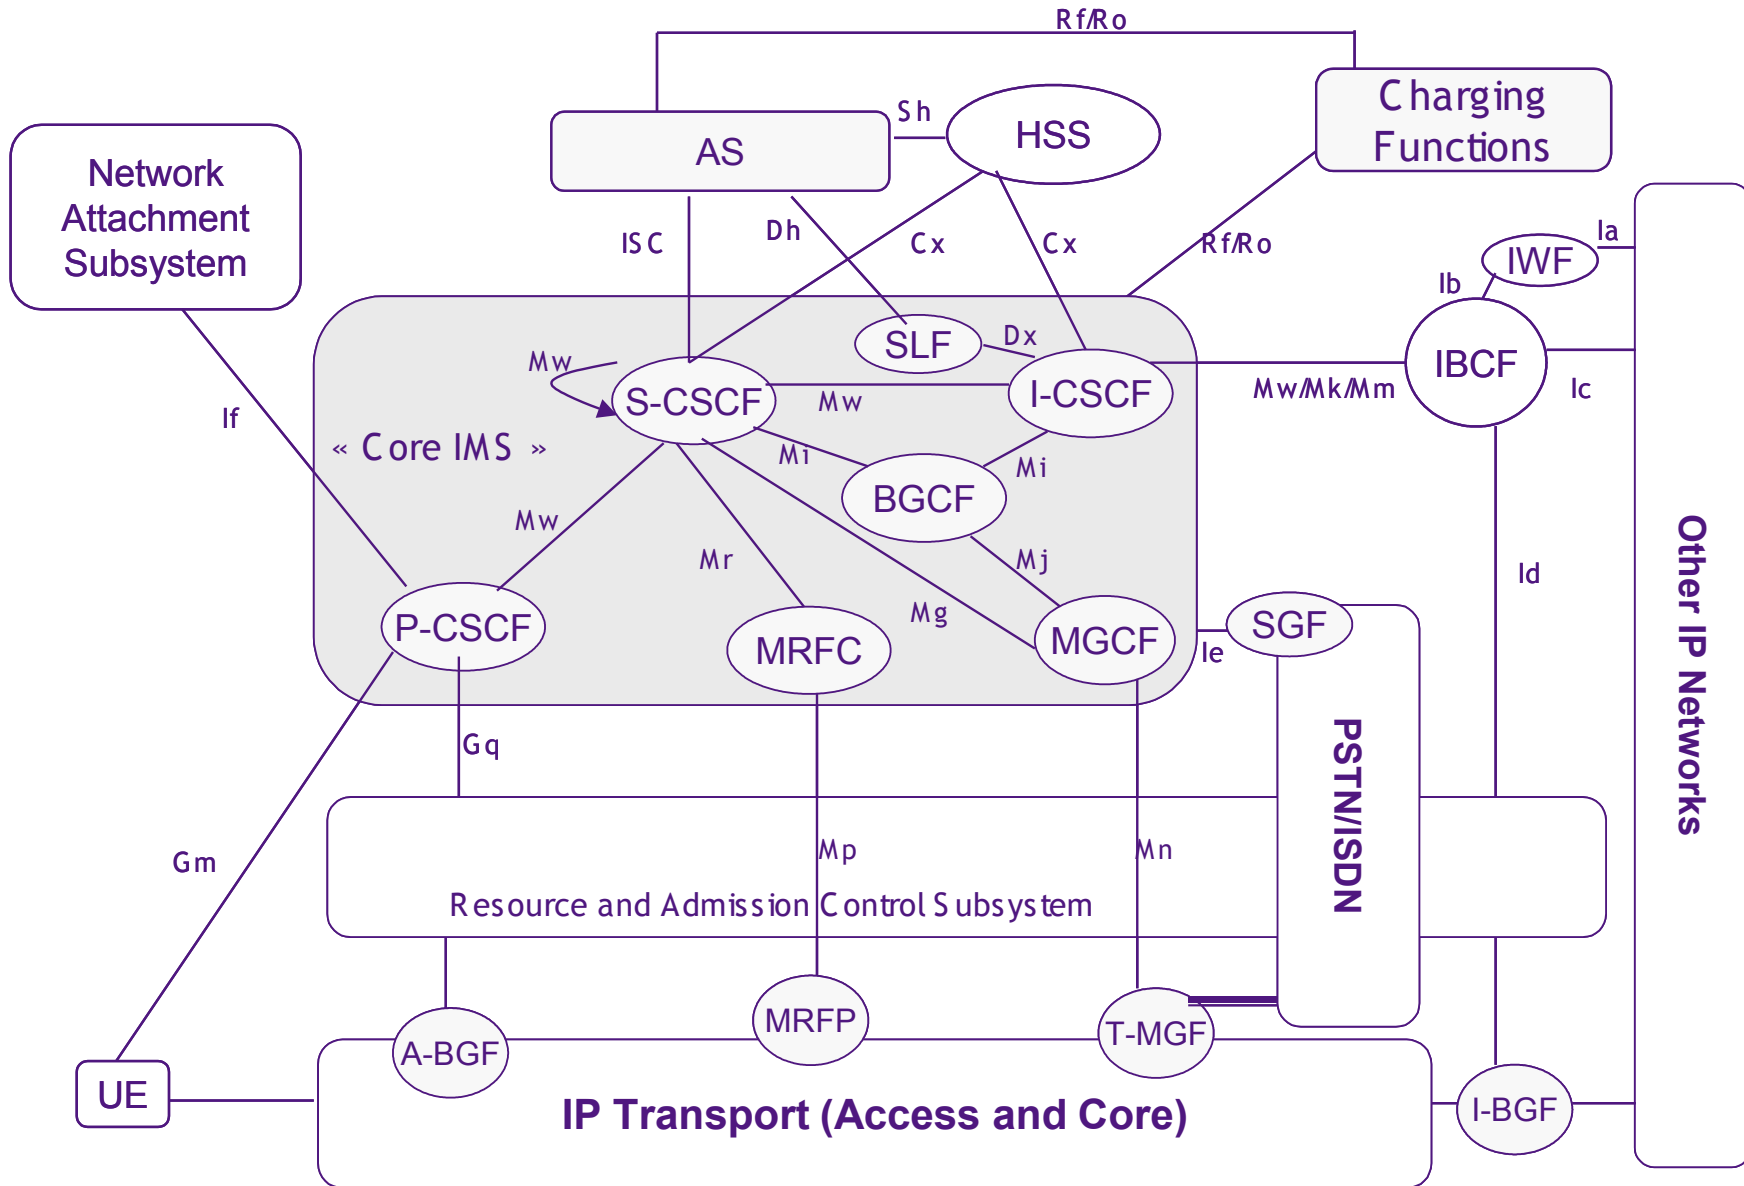 Rf/Ro
Charging
Functions
Sh
HSS
AS
Network
Attachment
Subsystem
ISC
Dh
Cx
Cx
Rf/Ro
Ia
IWF
Ib
SLF
Dx
IBCF
Mw
S-CSCF
Mw
I-CSCF
Mw/Mk/Mm
Ic
If
« Core IMS »
Mi
Mi
BGCF
Mw
Mr
Mj
Id
Mg
P-CSCF
MRFC
MGCF
Ie
SGF
Other IP Networks
PSTN/ISDN
Gq
Gm
Mp
Mn
Resource and Admission Control Subsystem
A-BGF
MRFP
T-MGF
UE
IP Transport (Access and Core)
I-BGF